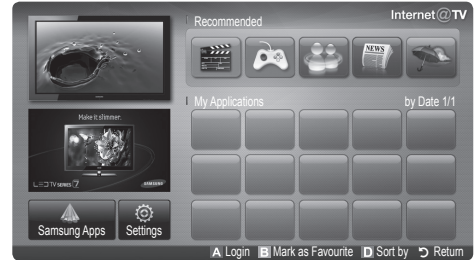 Internet@TV
Recommended
NEWS
My Applications by Date 1/1
Make it slimmer.
LED TV SERIES 7 SAMSUNG
Samsung Apps Settings
A Login B Mark as Favourite D Sort by Return